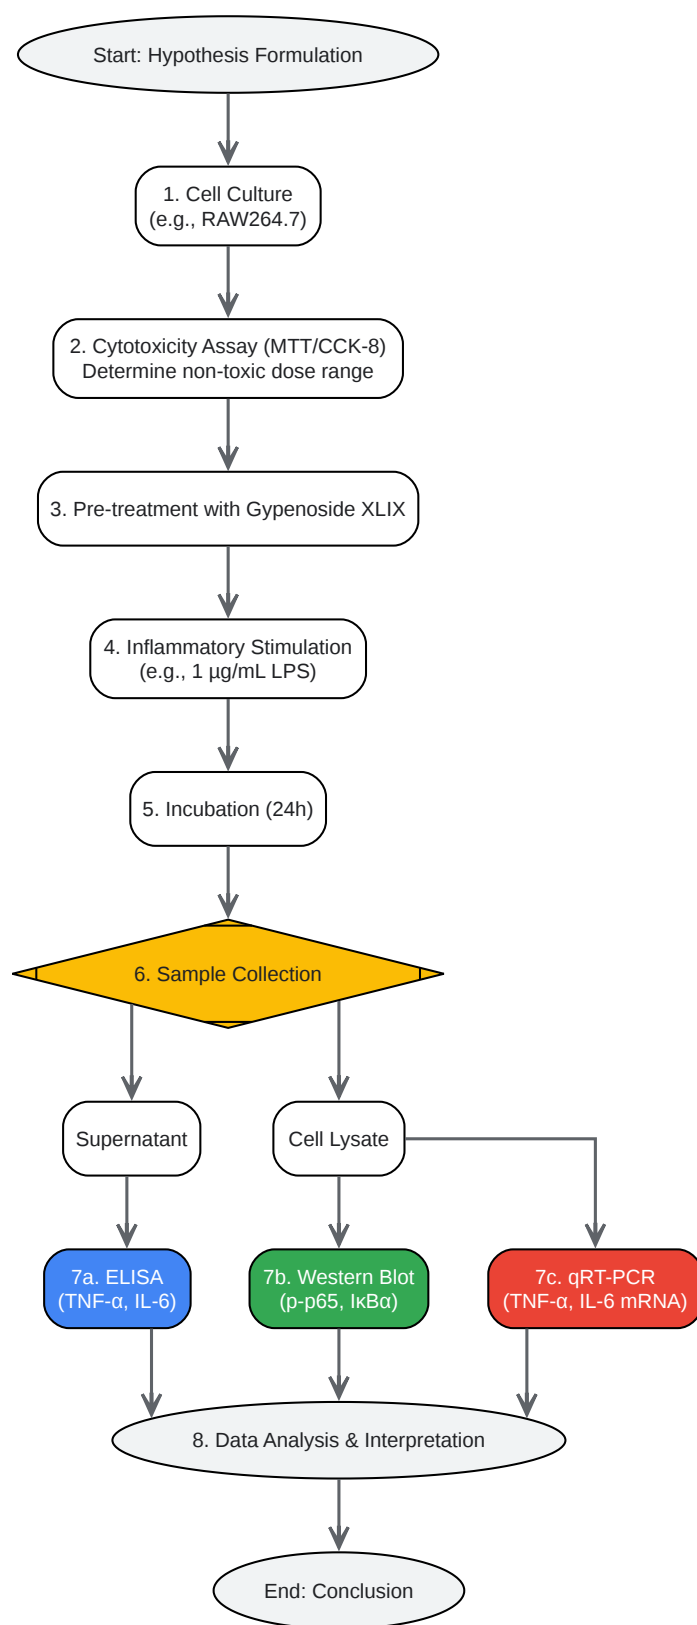 Start: Hypothesis Formulation
1. Cell Culture
(e.g., RAW264.7)
2. Cytotoxicity Assay (MTT/CCK-8)
Determine non-toxic dose range
3. Pre-treatment with Gypenoside XLIX
4. Inflammatory Stimulation
(e.g., 1 µg/mL LPS)
5. Incubation (24h)
6. Sample Collection
Supernatant
Cell Lysate
7a. ELISA
(TNF-α, IL-6)
7b. Western Blot
(p-p65, IκBα)
7c. qRT-PCR
(TNF-α, IL-6 mRNA)
8. Data Analysis & Interpretation
End: Conclusion